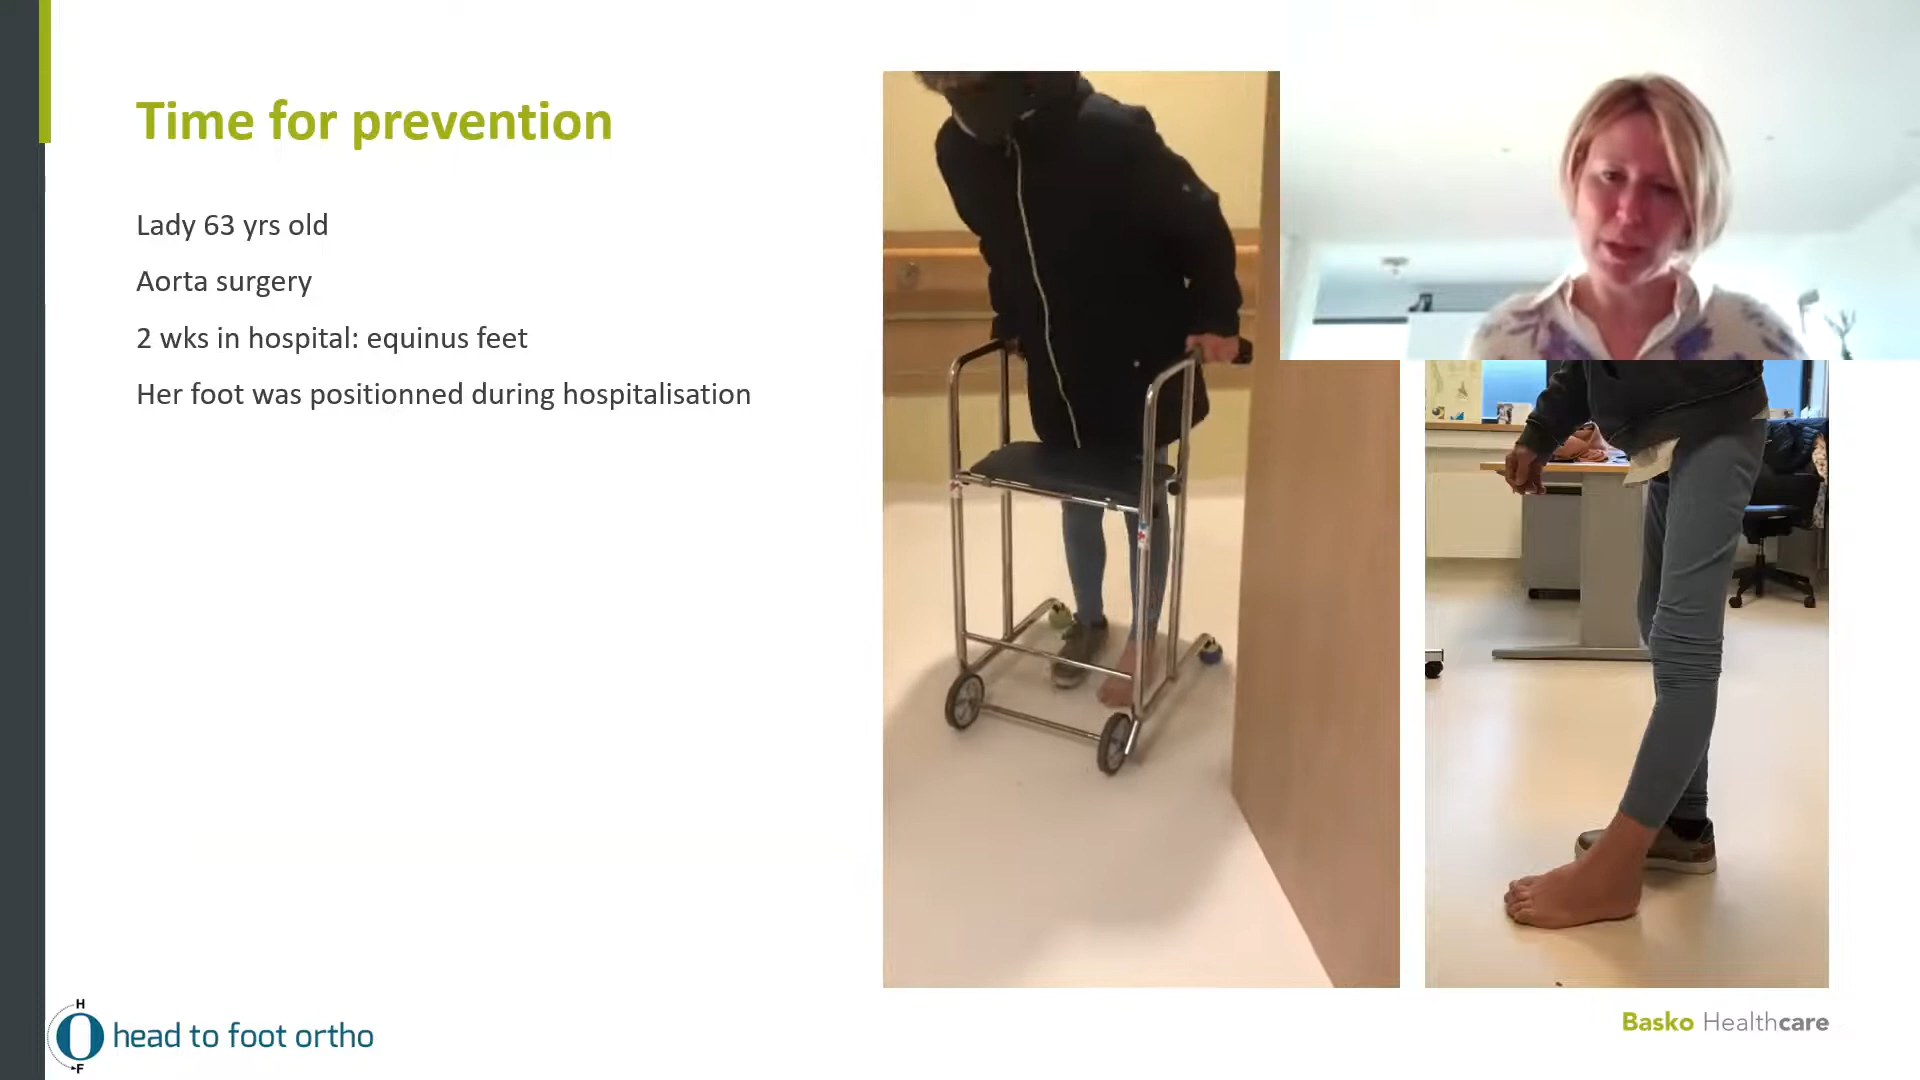 Time for prevention
Lady 63 yrs old
Aorta surgery
2 wks in hospital: equinus feet
Her foot was positionned during hospitalisation
H
head to foot ortho
F
Basko Healthcare